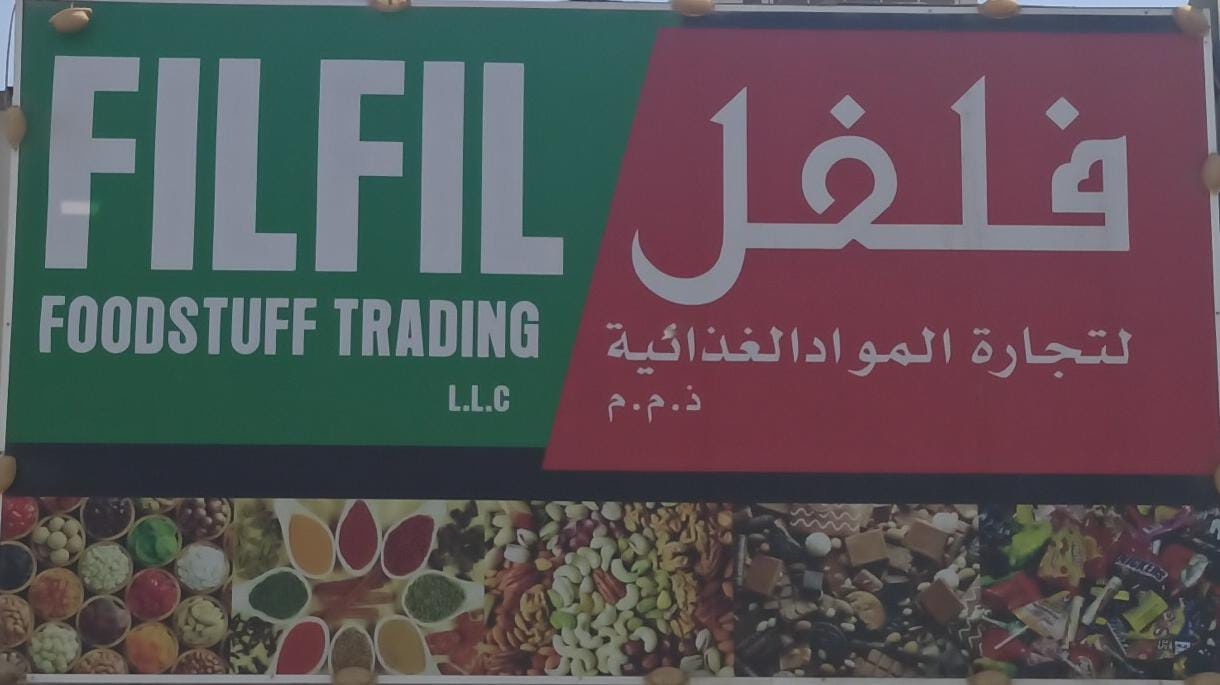 FILFIL
FOODSTUFF TRADING
L.L.C
فلفل
لتجارة الموادالغذائية
ذ.م.م